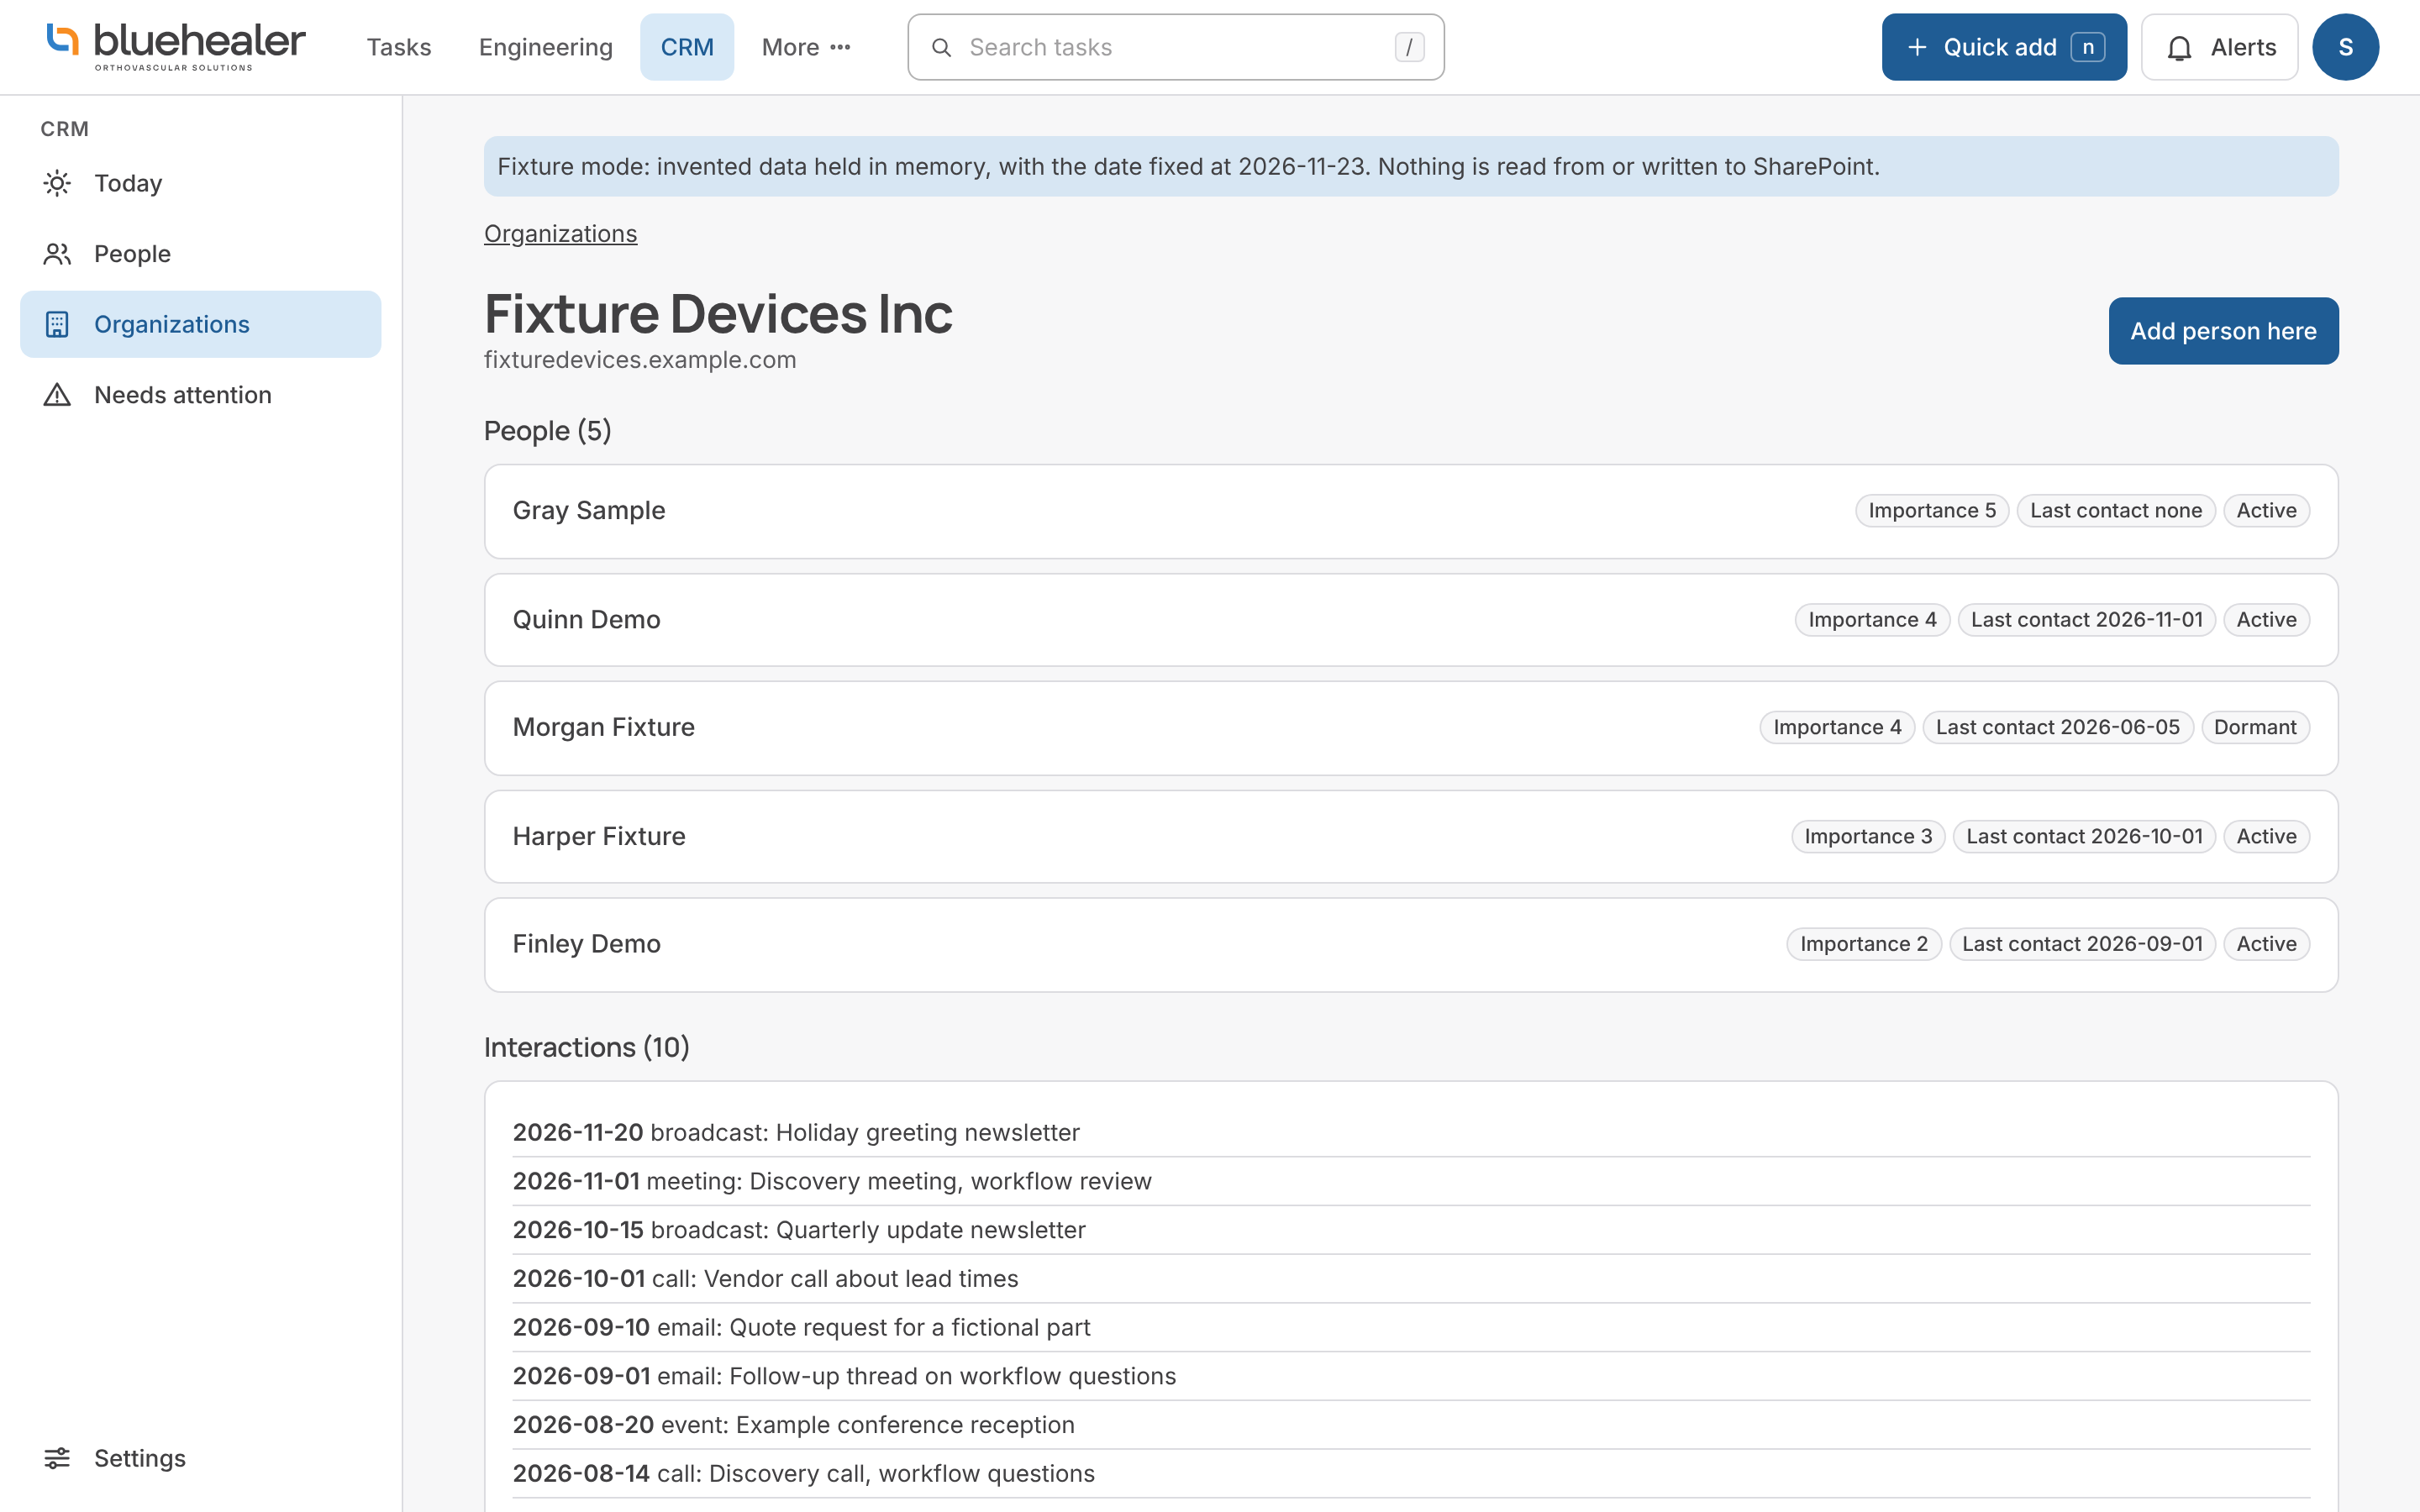 bluehealer
ORTHOVASCULAR SOLUTIONS
Tasks
Engineering
CRM
More
Search tasks
/
Quick add n
Alerts
S
CRM
Today
People
Organizations
Needs attention
Settings
Fixture mode: invented data held in memory, with the date fixed at 2026-11-23. Nothing is read from or written to SharePoint.
Organizations
Fixture Devices Inc
fixturedevices.example.com
Add person here
People (5)
Gray Sample Importance 5 Last contact none Active
Quinn Demo Importance 4 Last contact 2026-11-01 Active
Morgan Fixture Importance 4 Last contact 2026-06-05 Dormant
Harper Fixture Importance 3 Last contact 2026-10-01 Active
Finley Demo Importance 2 Last contact 2026-09-01 Active
Interactions (10)
2026-11-20 broadcast: Holiday greeting newsletter
2026-11-01 meeting: Discovery meeting, workflow review
2026-10-15 broadcast: Quarterly update newsletter
2026-10-01 call: Vendor call about lead times
2026-09-10 email: Quote request for a fictional part
2026-09-01 email: Follow-up thread on workflow questions
2026-08-20 event: Example conference reception
2026-08-14 call: Discovery call, workflow questions